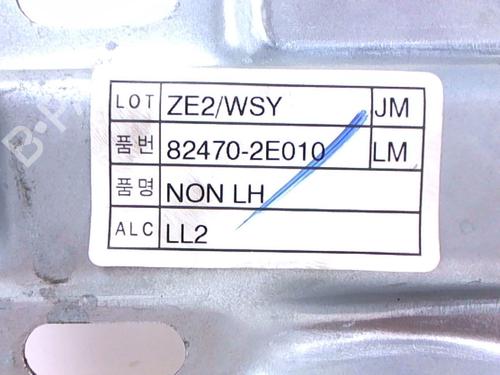 LOT ZE2/WSY JM
품번 82470-2E010 LM
품명 NON LH
ALC LL2